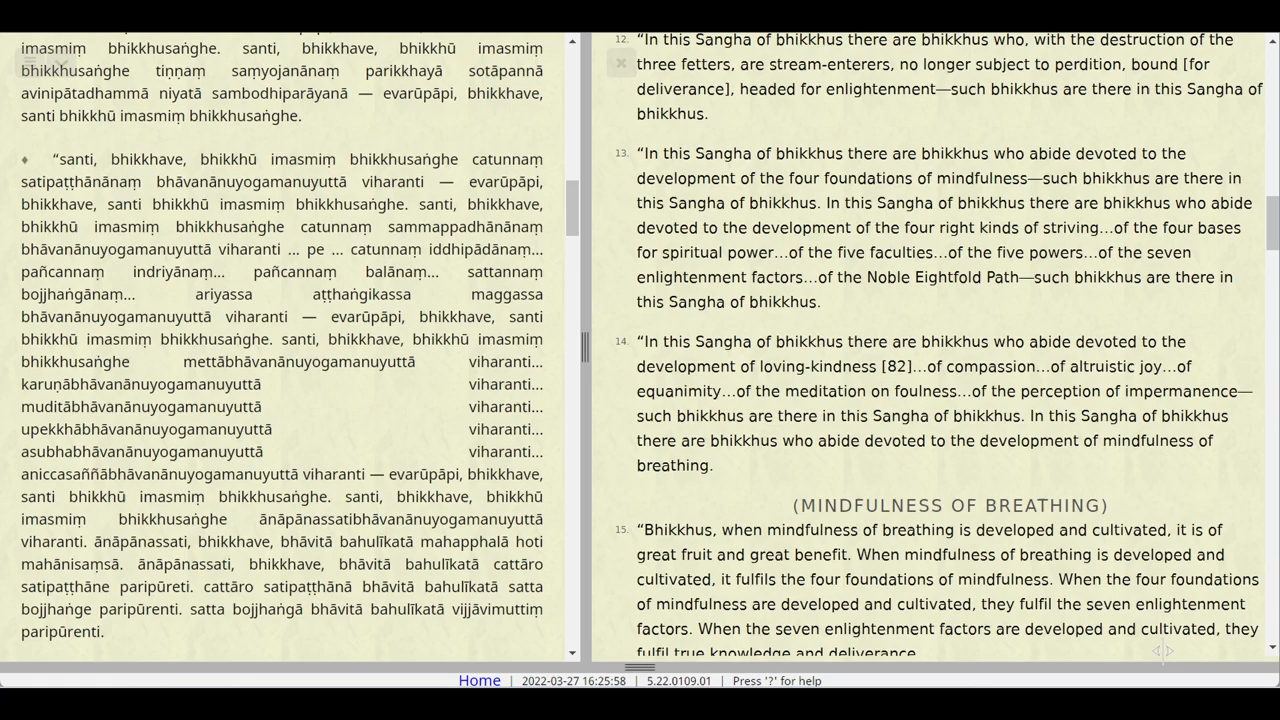 imasmiṃ bhikkhusaṅghe. santi, bhikkhave, bhikkhū imasmiṃ
bhikkhusaṅghe tiṇṇaṃ saṃyojanānaṃ parikkhayā sotāpannā
avinipātadhammā niyatā sambodhiparāyanā — evarūpāpi, bhikkhave,
santi bhikkhū imasmiṃ bhikkhusaṅghe.
♦ “santi, bhikkhave, bhikkhū imasmiṃ bhikkhusaṅghe catunnaṃ
satipaṭṭhānānaṃ bhāvanānuyogamanuyuttā viharanti — evarūpāpi,
bhikkhave, santi bhikkhū imasmiṃ bhikkhusaṅghe. santi, bhikkhave,
bhikkhū imasmiṃ bhikkhusaṅghe catunnaṃ sammappadhānānaṃ
bhāvanānuyogamanuyuttā viharanti ... pe ... catunnaṃ iddhipādānaṃ...
pañcannaṃ indriyānaṃ... pañcannaṃ balānaṃ... sattannaṃ
bojjhaṅgānaṃ... ariyassa aṭṭhaṅgikassa maggassa
bhāvanānuyogamanuyuttā viharanti — evarūpāpi, bhikkhave, santi
bhikkhū imasmiṃ bhikkhusaṅghe. santi, bhikkhave, bhikkhū imasmiṃ
bhikkhusaṅghe mettābhāvanānuyogamanuyuttā viharanti...
karuṇābhāvanānuyogamanuyuttā viharanti...
muditābhāvanānuyogamanuyuttā viharanti...
upekkhābhāvanānuyogamanuyuttā viharanti...
asubhabhāvanānuyogamanuyuttā viharanti...
aniccasaññābhāvanānuyogamanuyuttā viharanti — evarūpāpi, bhikkhave,
santi bhikkhū imasmiṃ bhikkhusaṅghe. santi, bhikkhave, bhikkhū
imasmiṃ bhikkhusaṅghe ānāpānassatibhāvanānuyogamanuyuttā
viharanti. ānāpānassati, bhikkhave, bhāvitā bahulīkatā mahapphalā hoti
mahānisaṃsā. ānāpānassati, bhikkhave, bhāvitā bahulīkatā cattāro
satipaṭṭhāne paripūreti. cattāro satipaṭṭhānā bhāvitā bahulīkatā satta
bojjhaṅge paripūrenti. satta bojjhaṅgā bhāvitā bahulīkatā vijjāvimuttiṃ
paripūrenti.
12. “In this Sangha of bhikkhus there are bhikkhus who, with the destruction of the
three fetters, are stream-enterers, no longer subject to perdition, bound [for
deliverance], headed for enlightenment—such bhikkhus are there in this Sangha of
bhikkhus.
13. “In this Sangha of bhikkhus there are bhikkhus who abide devoted to the
development of the four foundations of mindfulness—such bhikkhus are there in
this Sangha of bhikkhus. In this Sangha of bhikkhus there are bhikkhus who abide
devoted to the development of the four right kinds of striving…of the four bases
for spiritual power…of the five faculties…of the five powers…of the seven
enlightenment factors…of the Noble Eightfold Path—such bhikkhus are there in
this Sangha of bhikkhus.
14. “In this Sangha of bhikkhus there are bhikkhus who abide devoted to the
development of loving-kindness [82]…of compassion…of altruistic joy…of
equanimity…of the meditation on foulness…of the perception of impermanence—
such bhikkhus are there in this Sangha of bhikkhus. In this Sangha of bhikkhus
there are bhikkhus who abide devoted to the development of mindfulness of
breathing.
(MINDFULNESS OF BREATHING)
15. “Bhikkhus, when mindfulness of breathing is developed and cultivated, it is of
great fruit and great benefit. When mindfulness of breathing is developed and
cultivated, it fulfils the four foundations of mindfulness. When the four foundations
of mindfulness are developed and cultivated, they fulfil the seven enlightenment
factors. When the seven enlightenment factors are developed and cultivated, they
fulfil true knowledge and deliverance.
Home | 2022-03-27 16:25:58 | 5.22.0109.01 | Press '?' for help